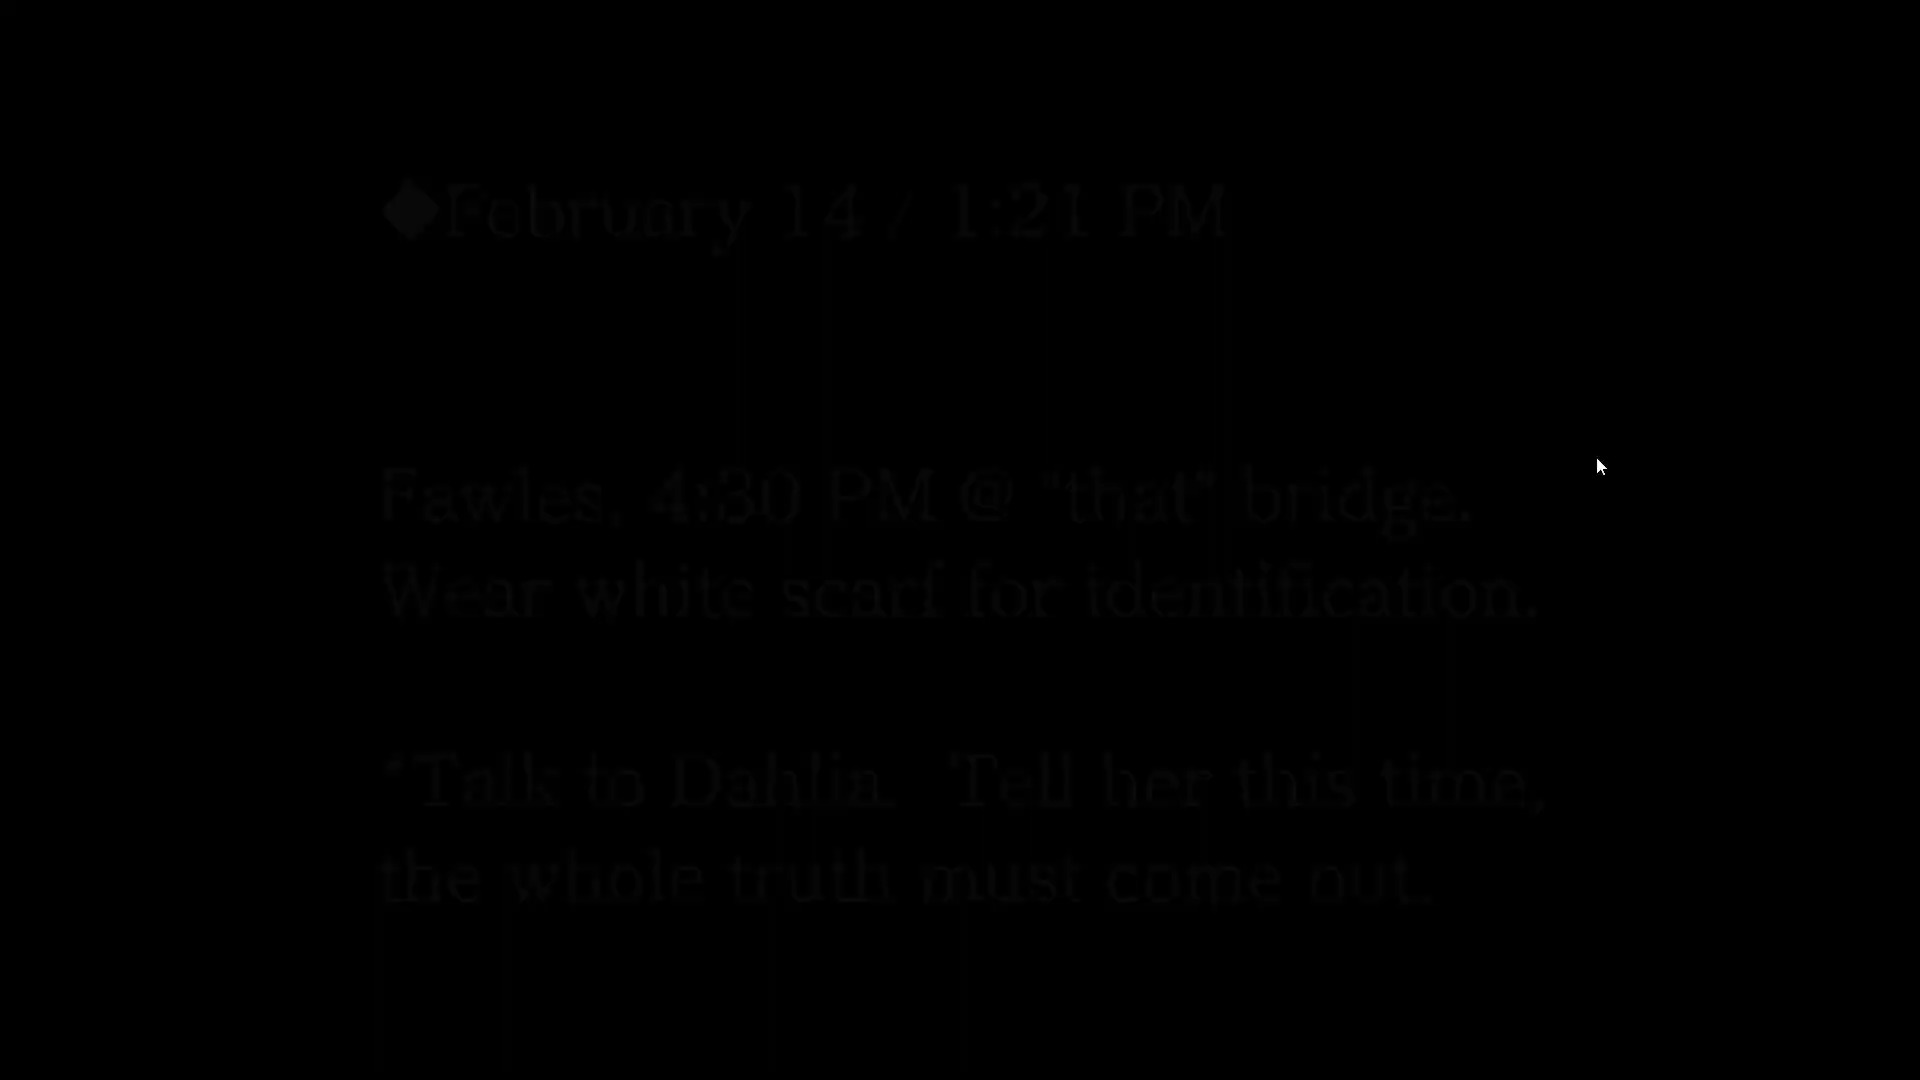 ◆February 14 / 1:21 PM
Fawles, 4:30 PM @ "that" bridge.
Wear white scarf for identification.
*Talk to Dahlin. Tell her this time,
the whole truth must come out.